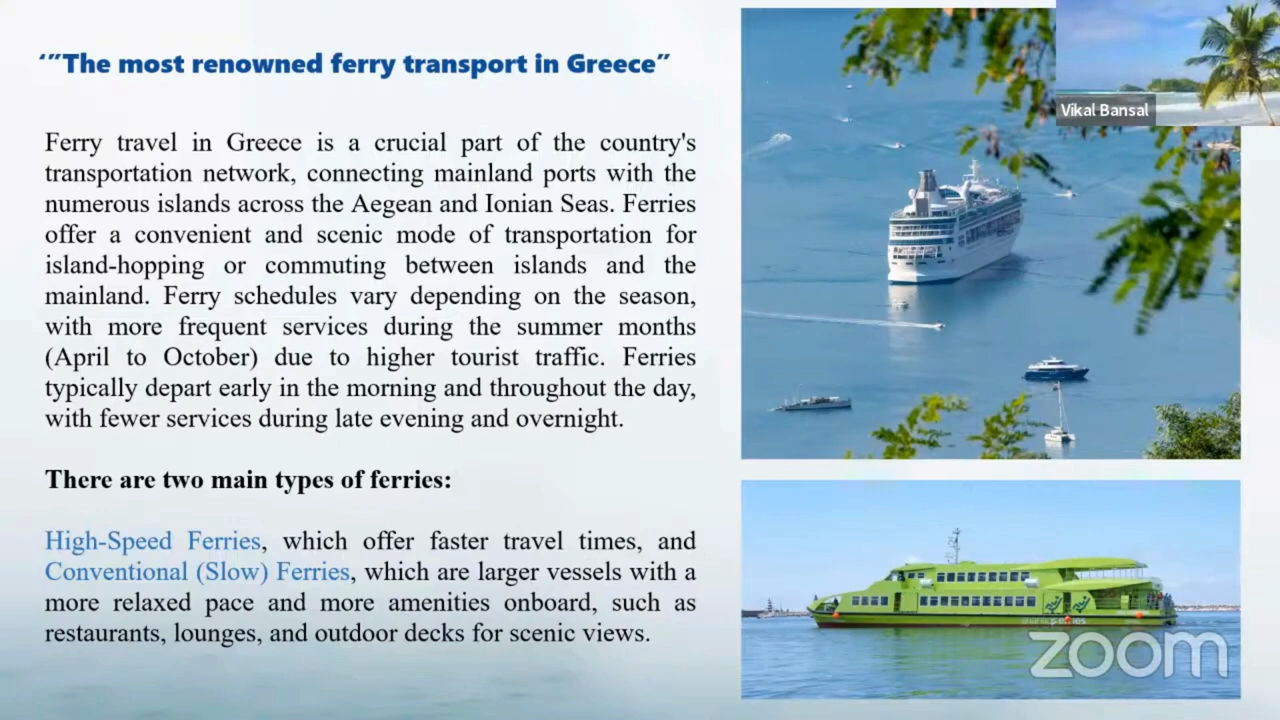 ‘”The most renowned ferry transport in Greece”
Vikal Bansal
Ferry travel in Greece is a crucial part of the country's
transportation network, connecting mainland ports with the
numerous islands across the Aegean and Ionian Seas. Ferries
offer a convenient and scenic mode of transportation for
island-hopping or commuting between islands and the
mainland. Ferry schedules vary depending on the season,
with more frequent services during the summer months
(April to October) due to higher tourist traffic. Ferries
typically depart early in the morning and throughout the day,
with fewer services during late evening and overnight.
There are two main types of ferries:
High-Speed Ferries, which offer faster travel times, and
Conventional (Slow) Ferries, which are larger vessels with a
more relaxed pace and more amenities onboard, such as
restaurants, lounges, and outdoor decks for scenic views.
zoom